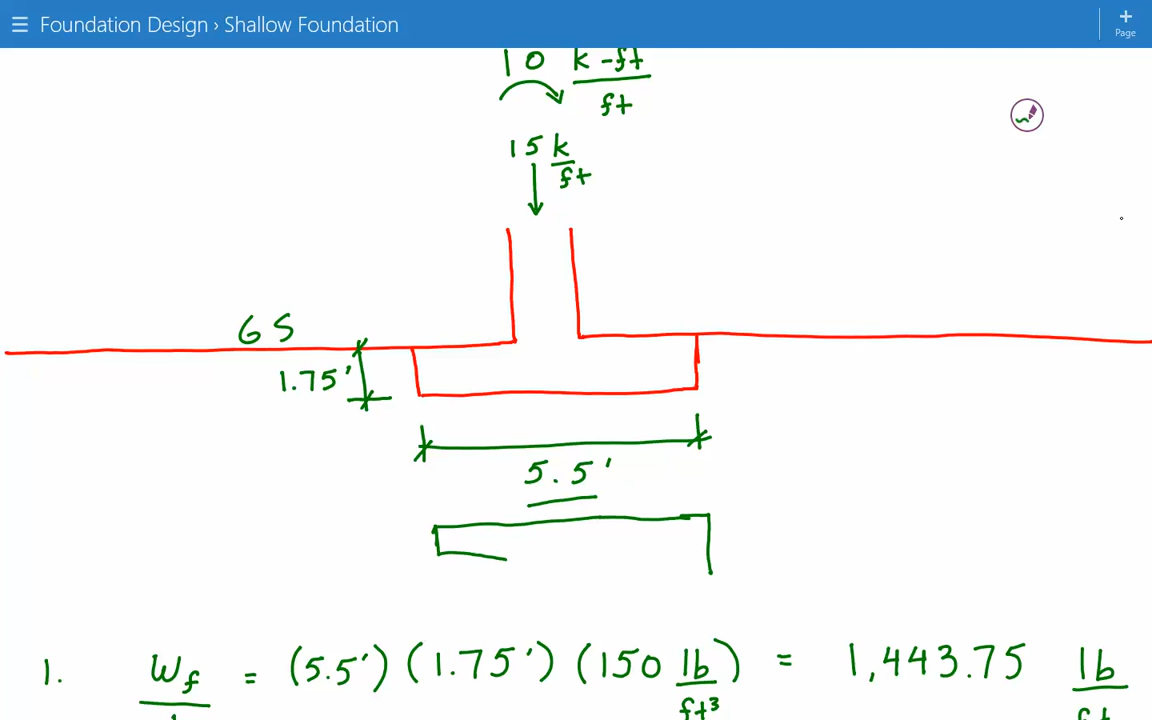 Foundation Design › Shallow Foundation
Page
10 k-ft
ft
15 k
ft
GS
1.75'
5.5'
1. Wf = (5.5') (1.75') (150 lb) = 1,443.75 lb
ft³ ft